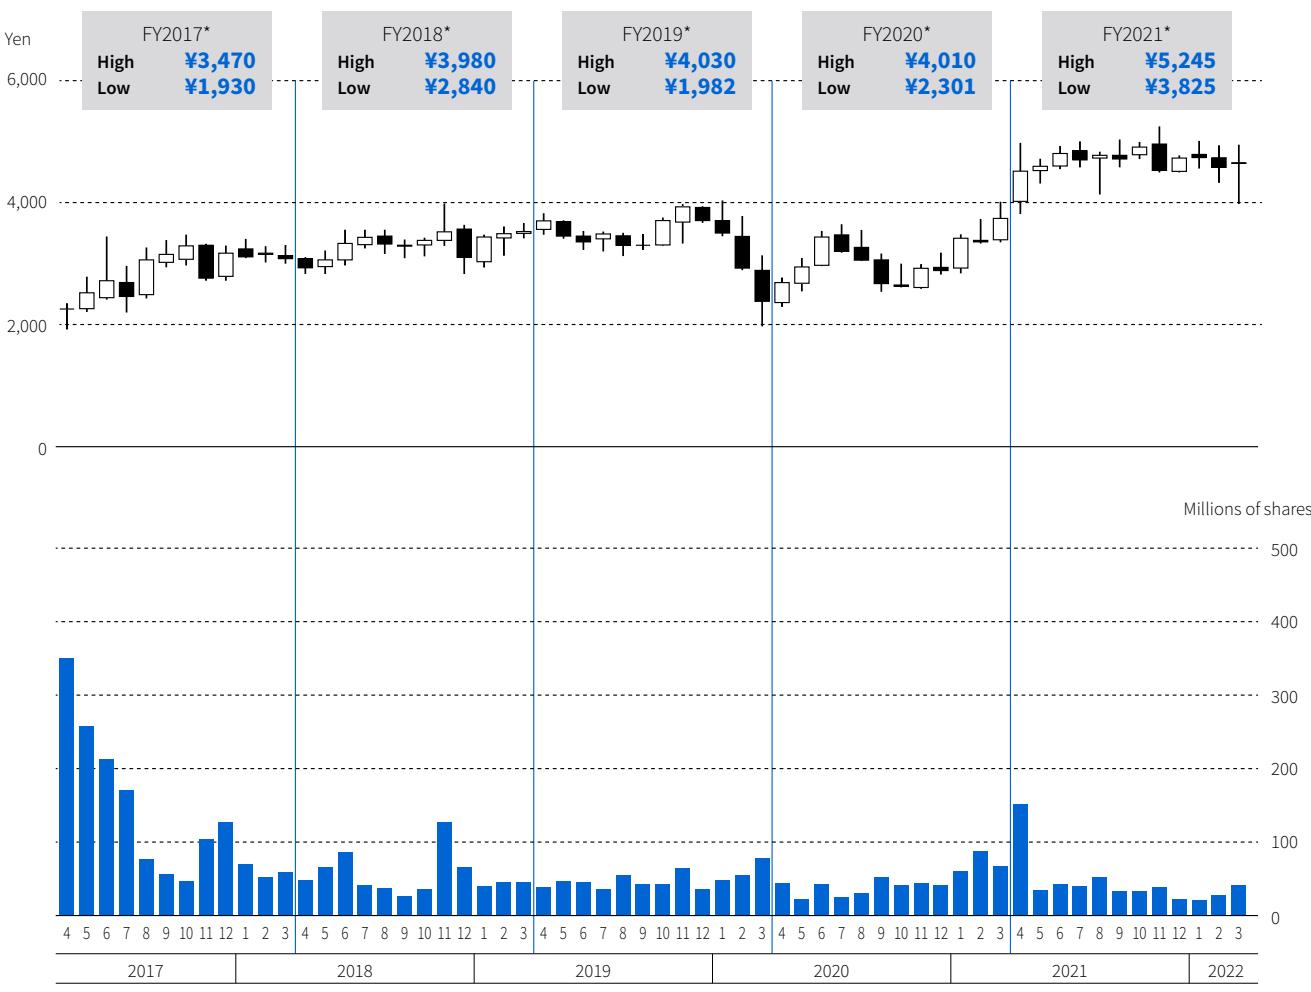 Yen
FY2017*
High ¥3,470
Low ¥1,930
FY2018*
High ¥3,980
Low ¥2,840
FY2019*
High ¥4,030
Low ¥1,982
FY2020*
High ¥4,010
Low ¥2,301
FY2021*
High ¥5,245
Low ¥3,825
6,000
4,000
2,000
0
Millions of shares
500
400
300
200
100
0
4 5 6 7 8 9 10 11 12 1 2 3 4 5 6 7 8 9 10 11 12 1 2 3 4 5 6 7 8 9 10 11 12 1 2 3 4 5 6 7 8 9 10 11 12 1 2 3 4 5 6 7 8 9 10 11 12 1 2 3
2017 2018 2019 2020 2021 2022